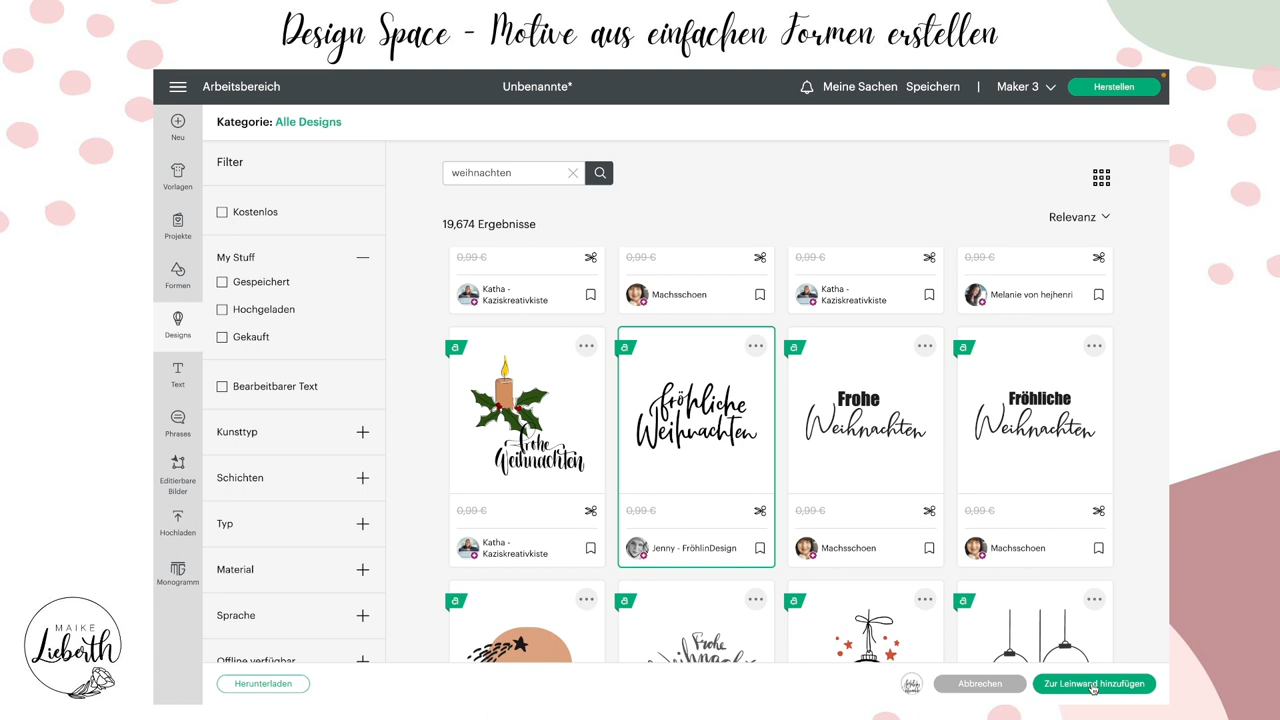 Design Space - Motive aus einfachen Formen erstellen
Arbeitsbereich
Unbenannte*
Meine Sachen Speichern | Maker 3
Herstellen
Neu
Vorlagen
Projekte
Formen
Designs
Text
Phrases
Editierbare
Bilder
Hochladen
Monogramm
Kategorie: Alle Designs
Filter
Kostenlos
My Stuff
Gespeichert
Hochgeladen
Gekauft
Bearbeitbarer Text
Kunsttyp
Schichten
Typ
Material
Sprache
Offline verfügbar
weihnachten
19,674 Ergebnisse
Relevanz
0,99 €
0,99 €
0,99 €
0,99 €
Katha -
Kaziskreativkiste
Machsschoen
Katha -
Kaziskreativkiste
Melanie von hejhenri
a
a
a
a
frohe
Weihnachten
fröhliche
Weihnachten
Frohe
Weihnachten
Fröhliche
Weihnachten
0,99 €
0,99 €
0,99 €
0,99 €
Katha -
Kaziskreativkiste
Jenny - FröhlinDesign
Machsschoen
Machsschoen
a
a
a
a
Frohe
Herunterladen
Abbrechen
Zur Leinwand hinzufügen
MAIKE
Lieberth